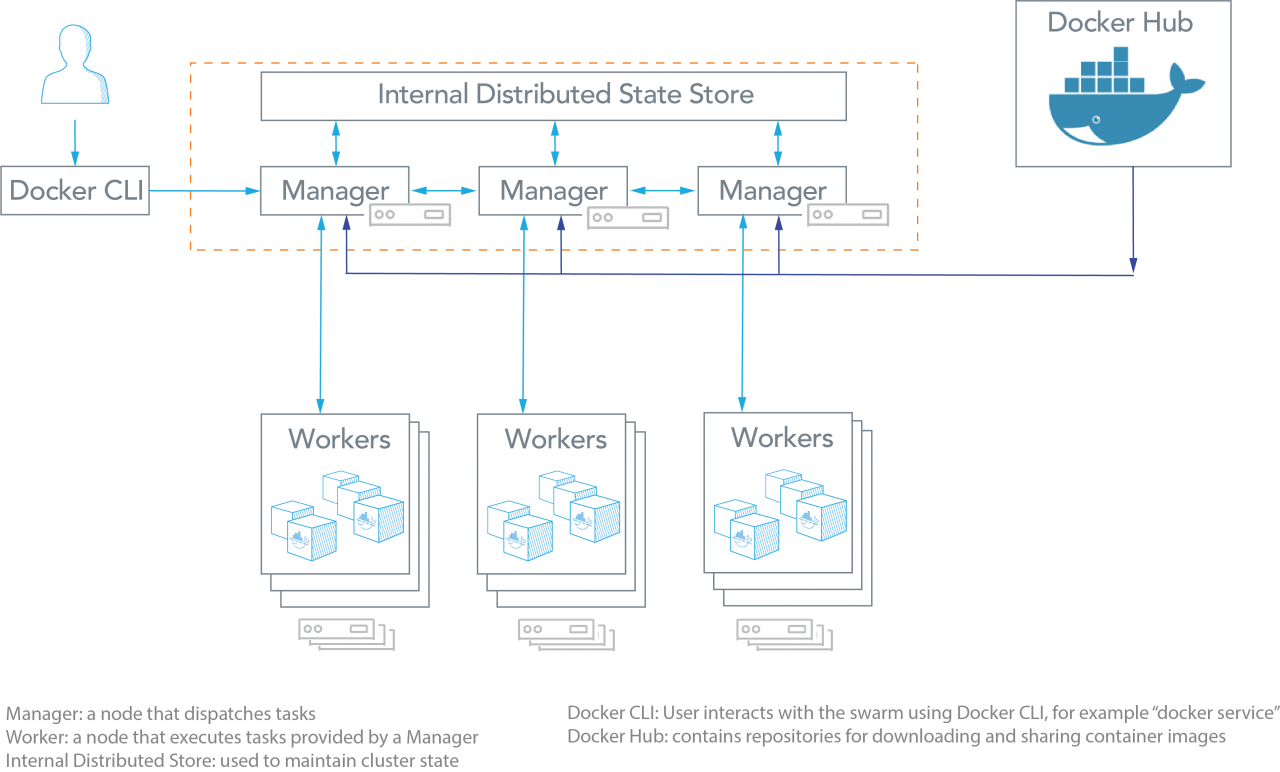 Docker Hub
Internal Distributed State Store
Docker CLI
Manager
Manager
Manager
Workers
Workers
Workers
Manager: a node that dispatches tasks
Worker: a node that executes tasks provided by a Manager
Internal Distributed Store: used to maintain cluster state
Docker CLI: User interacts with the swarm using Docker CLI, for example “docker service”
Docker Hub: contains repositories for downloading and sharing container images